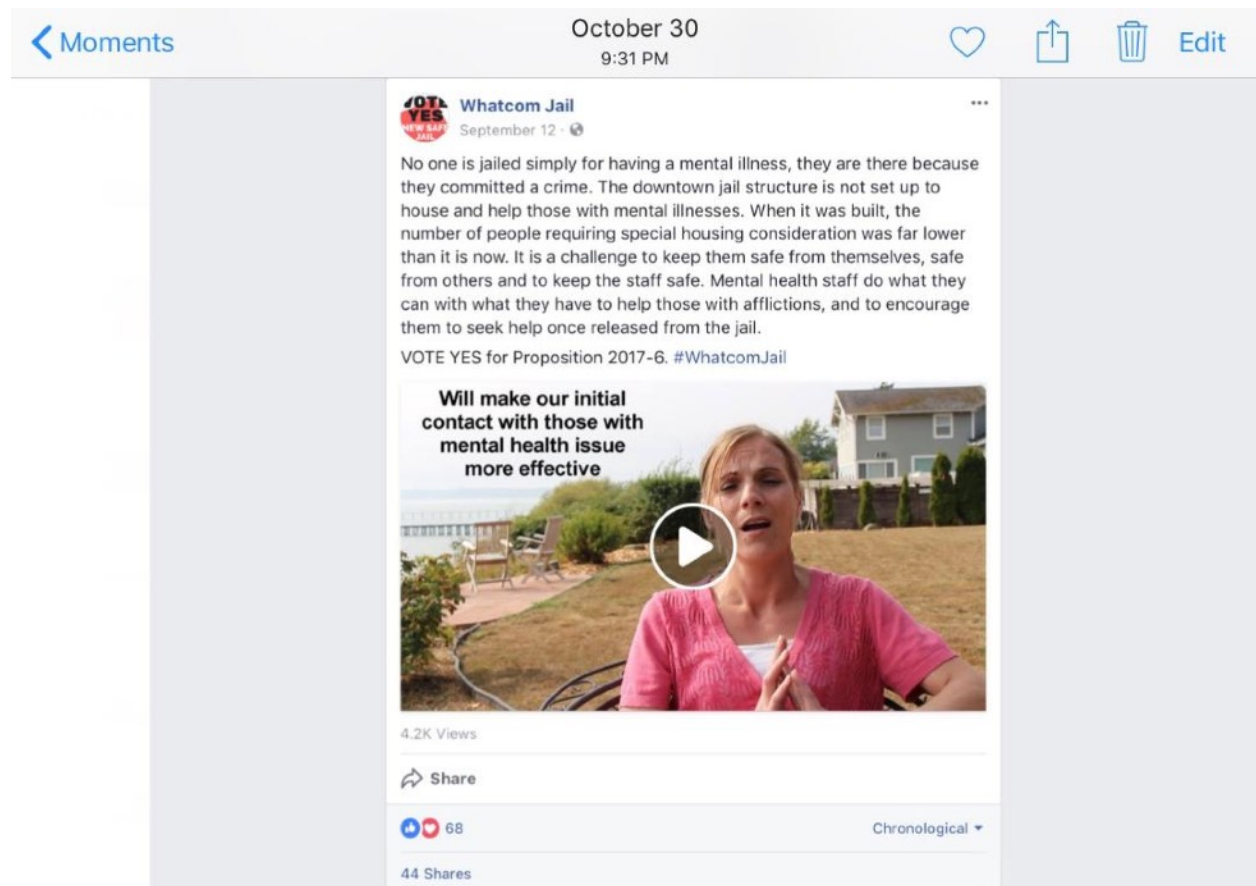 Moments
October 30
9:31 PM
Edit
VOTE
YES
NEW SAFE
JAIL
Whatcom Jail
September 12 ·
No one is jailed simply for having a mental illness, they are there because
they committed a crime. The downtown jail structure is not set up to
house and help those with mental illnesses. When it was built, the
number of people requiring special housing consideration was far lower
than it is now. It is a challenge to keep them safe from themselves, safe
from others and to keep the staff safe. Mental health staff do what they
can with what they have to help those with afflictions, and to encourage
them to seek help once released from the jail.
VOTE YES for Proposition 2017-6. #WhatcomJail
Will make our initial
contact with those with
mental health issue
more effective
4.2K Views
Share
68
Chronological
44 Shares